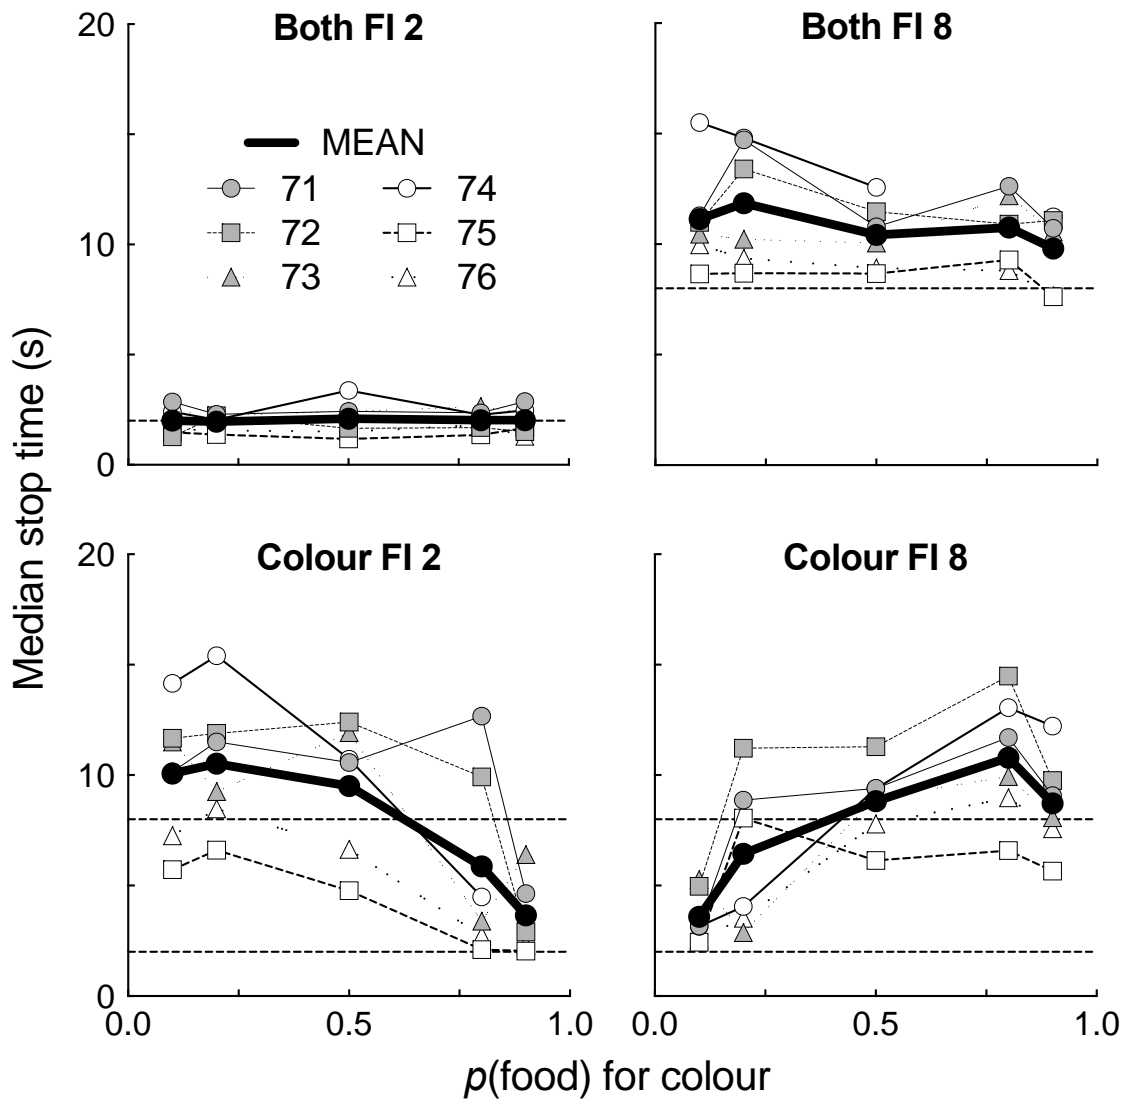 Both FI 2
Both FI 8
20
10
0
MEAN
71 74
72 75
73 76
Median stop time (s)
Colour FI 2
Colour FI 8
20
10
0
0.0 0.5 1.0
0.0 0.5 1.0
p(food) for colour